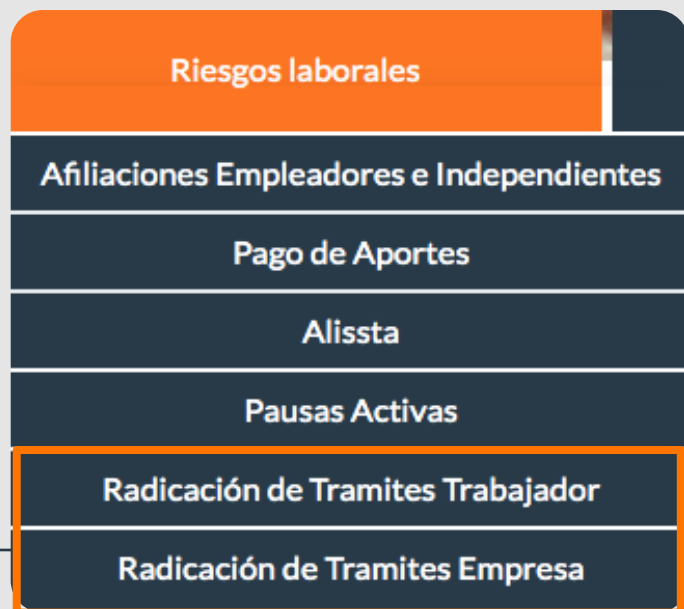 Riesgos laborales
Afiliaciones Empleadores e Independientes
Pago de Aportes
Alissta
Pausas Activas
Radicación de Tramites Trabajador
Radicación de Tramites Empresa